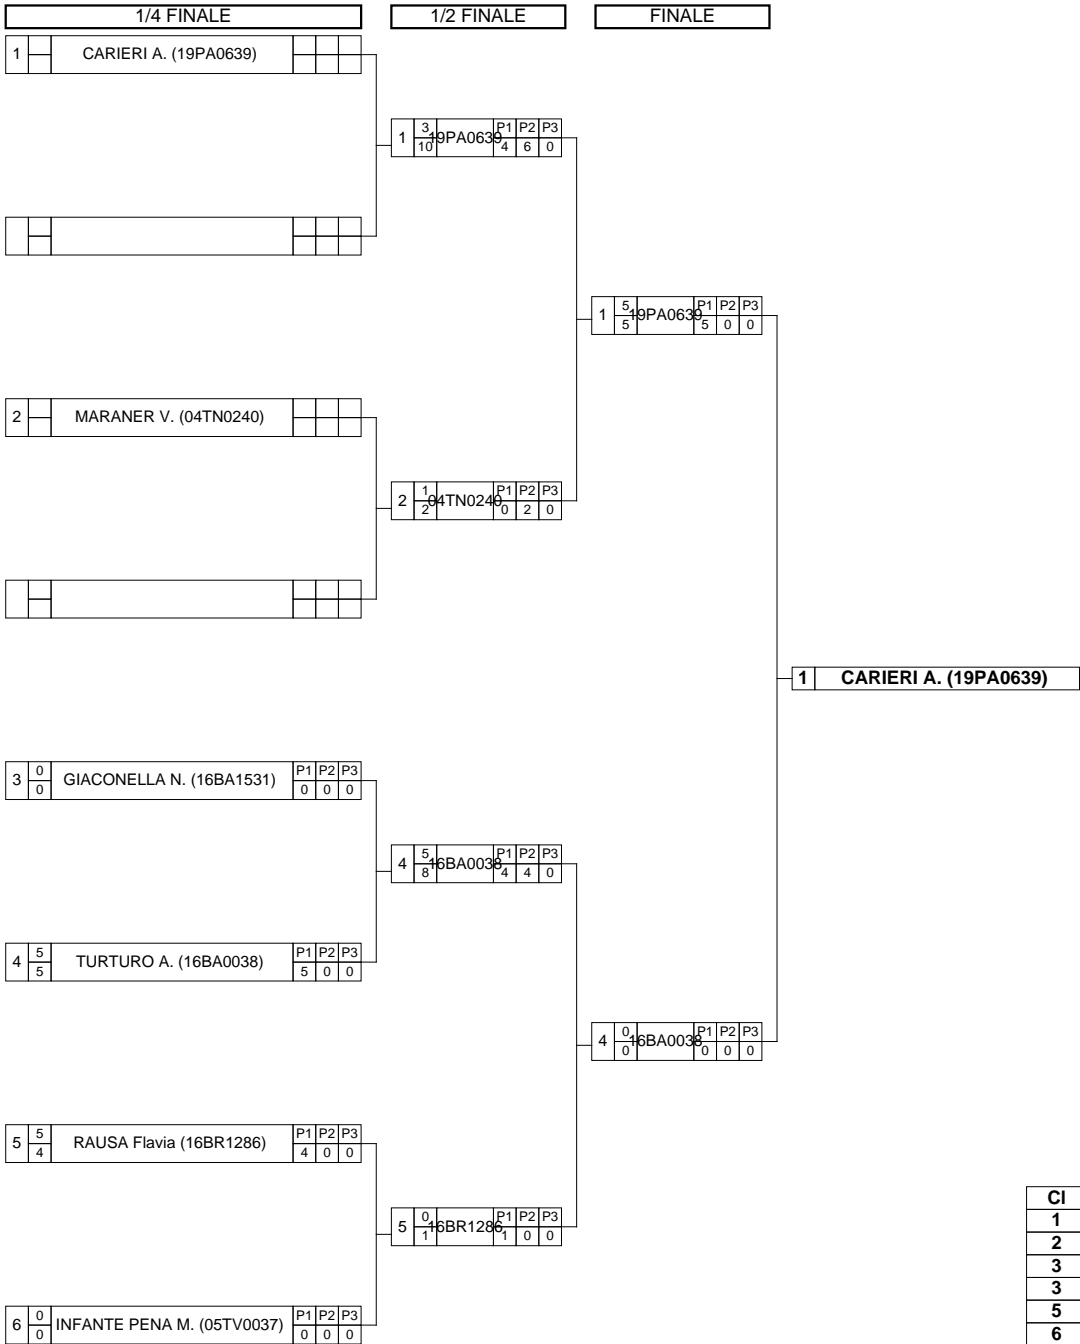 1/4 FINALE 1/2 FINALE FINALE
1 CARIERI A. (19PA0639)
3 P1 P2 P3
1 19PA0639
10 4 6 0
5 P1 P2 P3
1 19PA0639
5 5 0 0
2 MARANER V. (04TN0240)
1 P1 P2 P3
2 04TN0240
2 0 2 0
1 CARIERI A. (19PA0639)
0 P1 P2 P3
3 GIACONELLA N. (16BA1531)
0 0 0 0
5 P1 P2 P3
4 16BA0038
8 4 4 0
5 P1 P2 P3
4 TURTURO A. (16BA0038)
5 5 0 0
0 P1 P2 P3
4 16BA0038
0 0 0 0
5 P1 P2 P3
5 RAUSA Flavia (16BR1286)
4 4 0 0
0 P1 P2 P3
5 16BR1286
1 1 0 0
0 P1 P2 P3
6 INFANTE PENA M. (05TV0037)
0 0 0 0
Cl
1
2
3
3
5
6